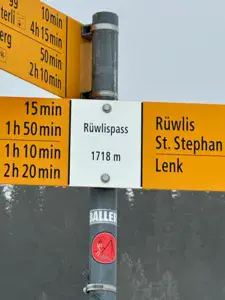 10 min
4 h 15 min
50 min
2 h 10 min
15 min
1 h 50 min
1 h 10 min
2 h 20 min
Rüwlispass
1718 m
Rüwlis
St. Stephan
Lenk